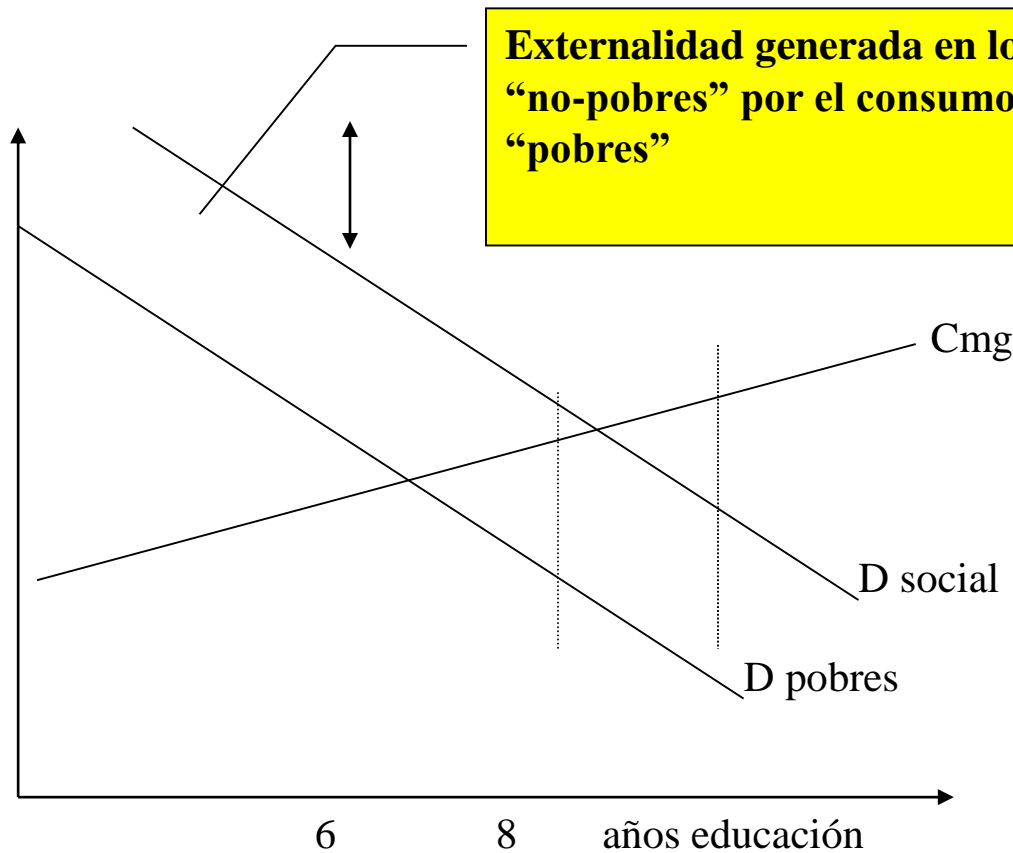 Externalidad generada en lo
“no-pobres” por el consumo
“pobres”
Cmg
D social
D pobres
6 8 años educación